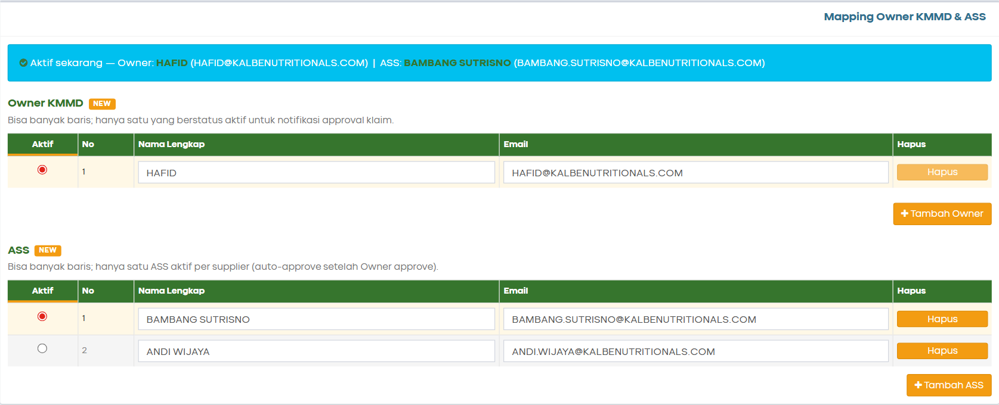 Mapping Owner KMMD & ASS
Aktif sekarang — Owner: HAFID (HAFID@KALBENUTRITIONALS.COM) | ASS: BAMBANG SUTRISNO (BAMBANG.SUTRISNO@KALBENUTRITIONALS.COM)
Owner KMMD NEW
Bisa banyak baris; hanya satu yang berstatus aktif untuk notifikasi approval klaim.
Aktif No Nama Lengkap Email Hapus
1 HAFID HAFID@KALBENUTRITIONALS.COM Hapus
+ Tambah Owner
ASS NEW
Bisa banyak baris; hanya satu ASS aktif per supplier (auto-approve setelah Owner approve).
Aktif No Nama Lengkap Email Hapus
1 BAMBANG SUTRISNO BAMBANG.SUTRISNO@KALBENUTRITIONALS.COM Hapus
2 ANDI WIJAYA ANDI.WIJAYA@KALBENUTRITIONALS.COM Hapus
+ Tambah ASS